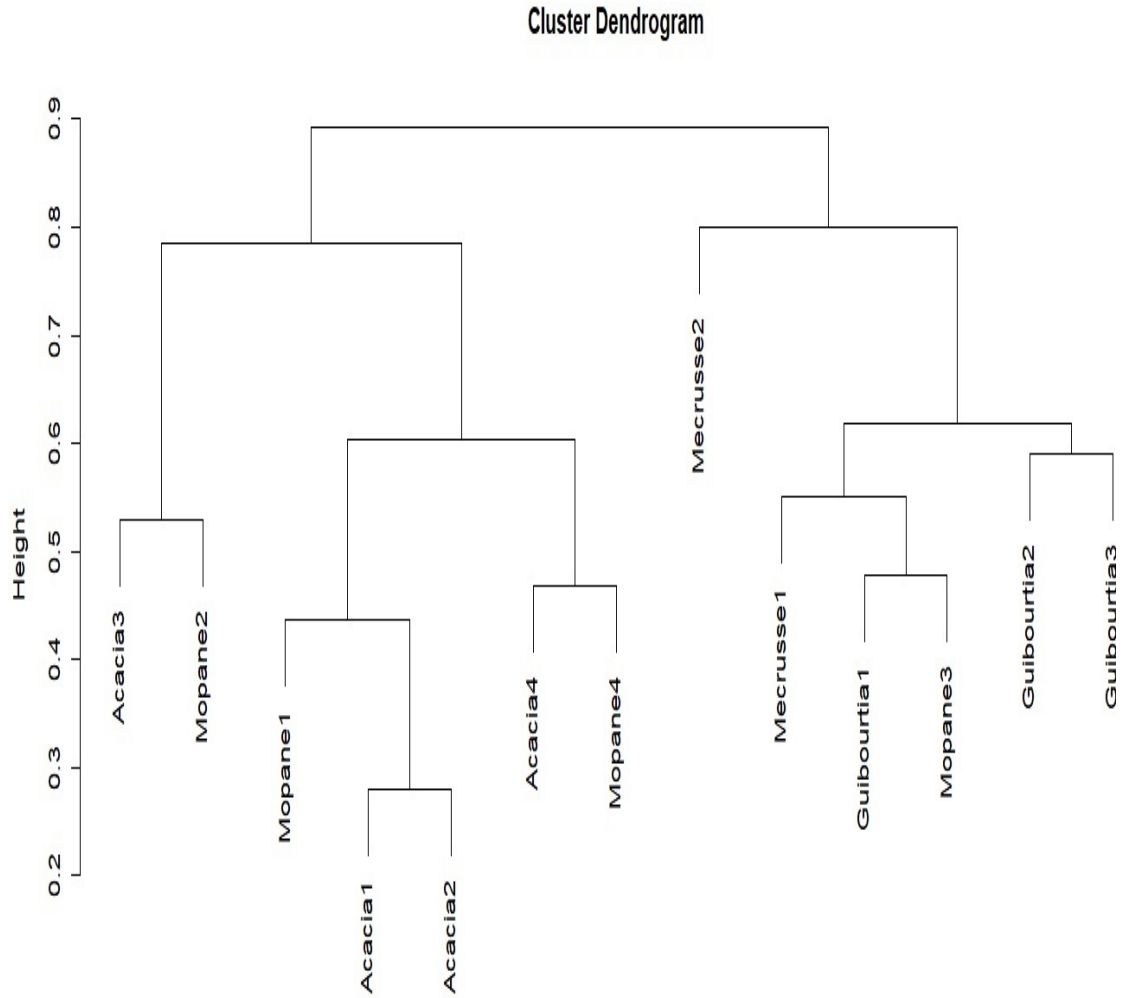 Cluster Dendrogram
Height
0.9
0.8
0.7
0.6
0.5
0.4
0.3
0.2
Acacia3
Mopane2
Mopane1
Acacia1
Acacia2
Acacia4
Mopane4
Mecrusse2
Mecrusse1
Guibourtia1
Mopane3
Guibourtia2
Guibourtia3